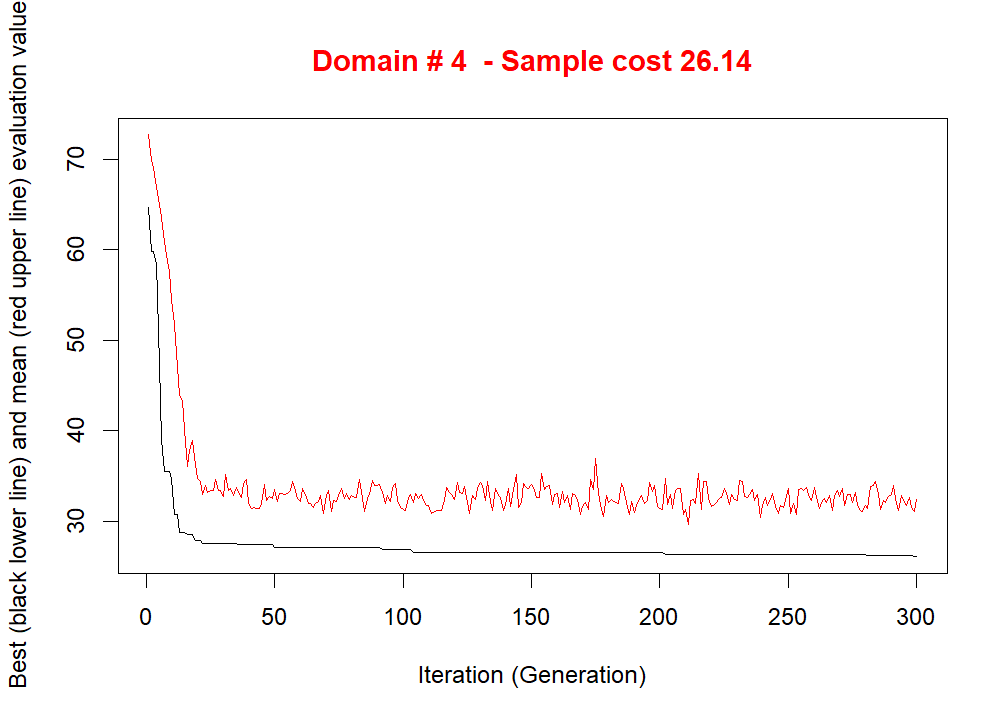 Domain # 4  - Sample cost 26.14
Best (black lower line) and mean (red upper line) evaluation value
70
60
50
40
30
0 50 100 150 200 250 300
Iteration (Generation)